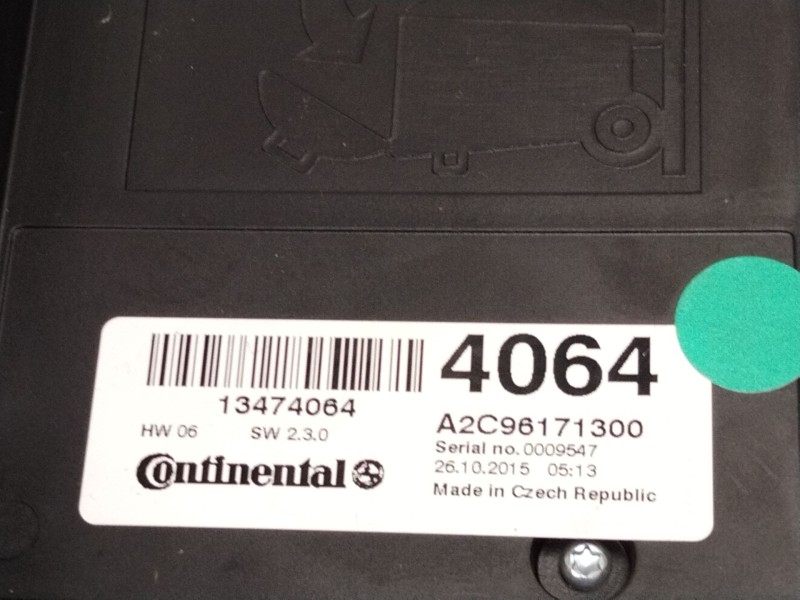 4064
13474064
HW 06 SW 2.3.0
Continental
A2C96171300
Serial no. 0009547
26.10.2015 05:13
Made in Czech Republic